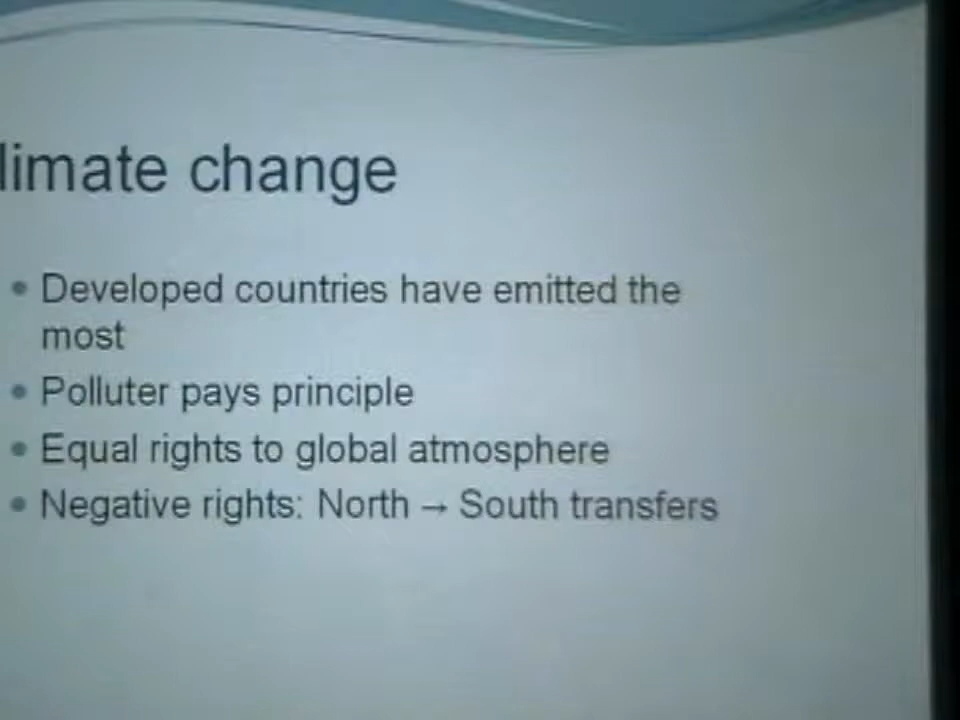 limate change
• Developed countries have emitted the
most
• Polluter pays principle
• Equal rights to global atmosphere
• Negative rights: North → South transfers